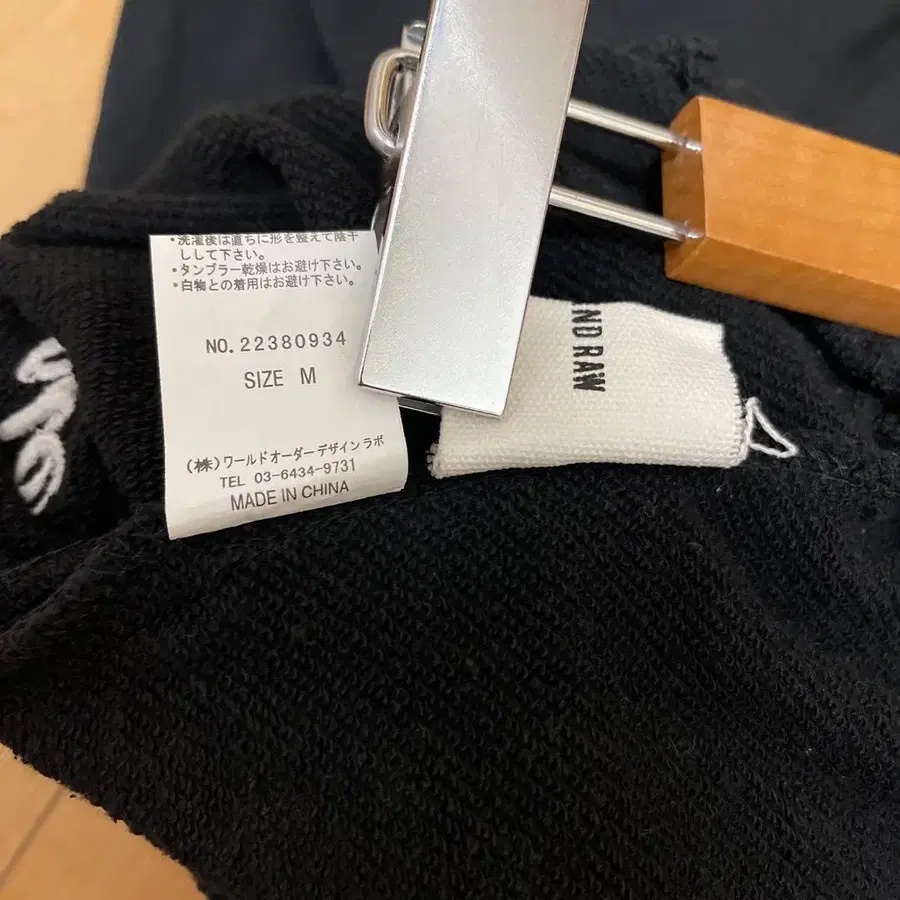 ・洗濯後は直ちに形を整えて陰干
しして下さい。
・タンブラー乾燥はお避け下さい。
・白物との着用はお避け下さい。
NO. 22380934
SIZE M
(株)ワールドオーダーデザインラボ
TEL 03-6434-9731
MADE IN CHINA
RAW